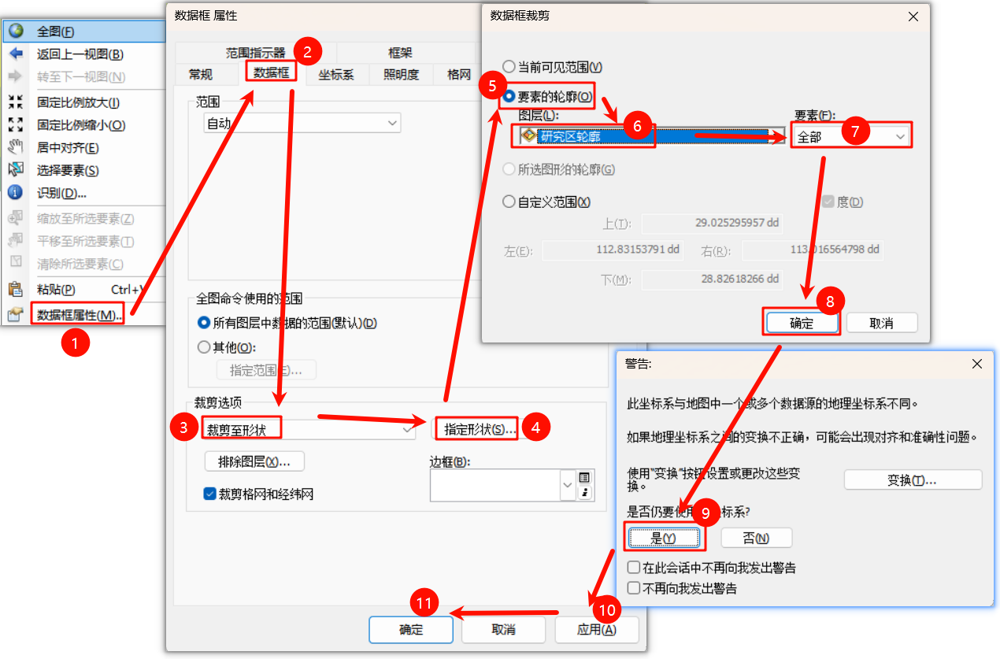 全图(F)
返回上一视图(B)
转至下一视图(N)
固定比例放大(I)
固定比例缩小(O)
居中对齐(E)
选择要素(S)
识别(D)...
缩放至所选要素(Z)
平移至所选要素(T)
清除所选要素(C)
粘贴(P) Ctrl+V
数据框属性(M)...
1
数据框 属性
范围指示器 2 框架
常规 数据框 坐标系 照明度 格网
范围
自动
全图命令使用的范围
所有图层中数据的范围(默认)(D)
其他(O):
指定范围(E)...
裁剪选项
3 裁剪至形状 指定形状(S)... 4
排除图层(X)... 边框(B):
裁剪格网和经纬网
11 10
确定 取消 应用(A)
数据框裁剪
当前可见范围(V)
5 要素的轮廓(O)
图层(L): 6 要素(F): 7
研究区轮廓 全部
所选图形的轮廓(G)
自定义范围(X) 度(D)
上(T): 29.025295957 dd
左(E): 112.83153791 dd 右(R): 113.016564798 dd
下(M): 28.82618266 dd
8
确定 取消
警告:
此坐标系与地图中一个或多个数据源的地理坐标系不同。
如果地理坐标系之间的变换不正确，可能会出现对齐和准确性问题。
使用“变换”按钮设置或更改这些变
换。
变换(T)...
是否仍要使用 坐标系?
9
是(Y) 否(N)
在此会话中不再向我发出警告
不再向我发出警告